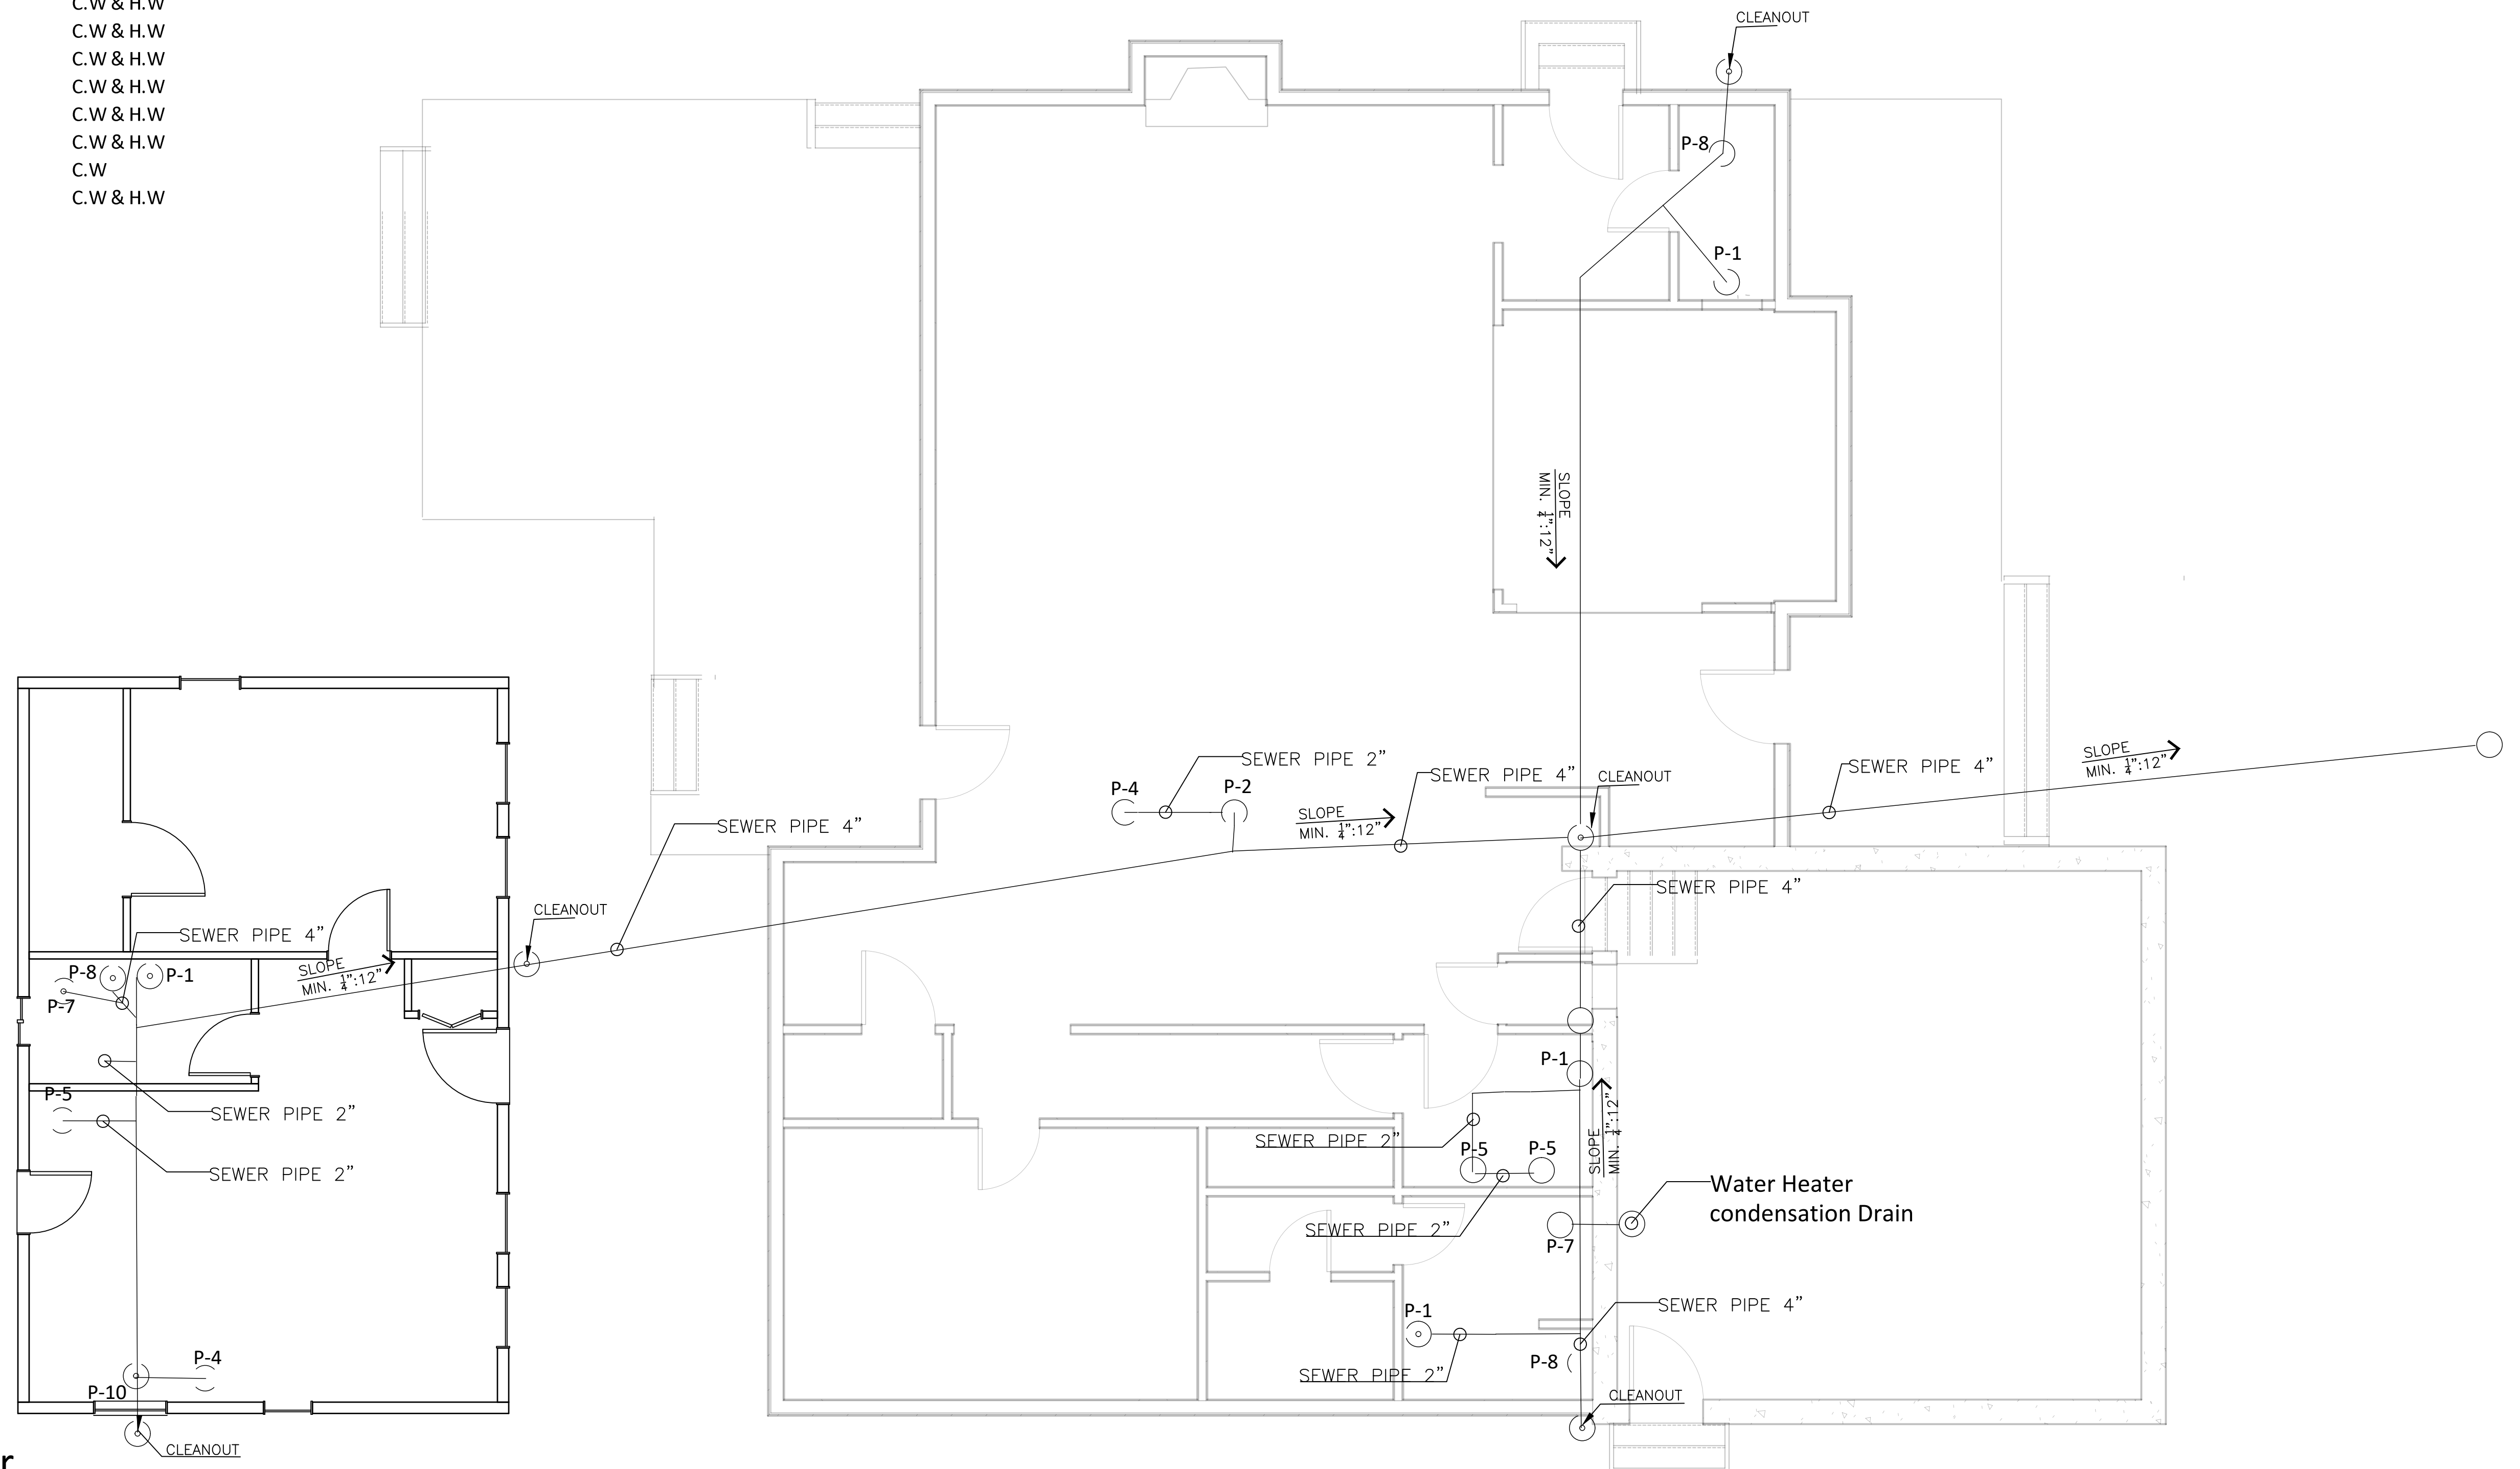 C.W & H.W
C.W & H.W
C.W & H.W
C.W & H.W
C.W & H.W
C.W & H.W
C.W
C.W & H.W
CLEANOUT
P-8
P-1
SLOPE
MIN. 1/4":12"
SEWER PIPE 2"
P-4
P-2
SEWER PIPE 4"
CLEANOUT
SLOPE
MIN. 1/4":12"
SEWER PIPE 4"
SLOPE
MIN. 1/4":12"
SEWER PIPE 4"
SEWER PIPE 4"
CLEANOUT
SEWER PIPE 4"
P-8
P-1
P-7
SLOPE
MIN. 1/4":12"
P-5
SEWER PIPE 2"
SEWER PIPE 2"
P-4
P-10
CLEANOUT
r
P-1
SLOPE
MIN. 1/4":12"
SEWER PIPE 2"
P-5
P-5
Water Heater
condensation Drain
SEWER PIPE 2"
P-7
P-1
SEWER PIPE 4"
P-8
SEWER PIPE 2"
CLEANOUT